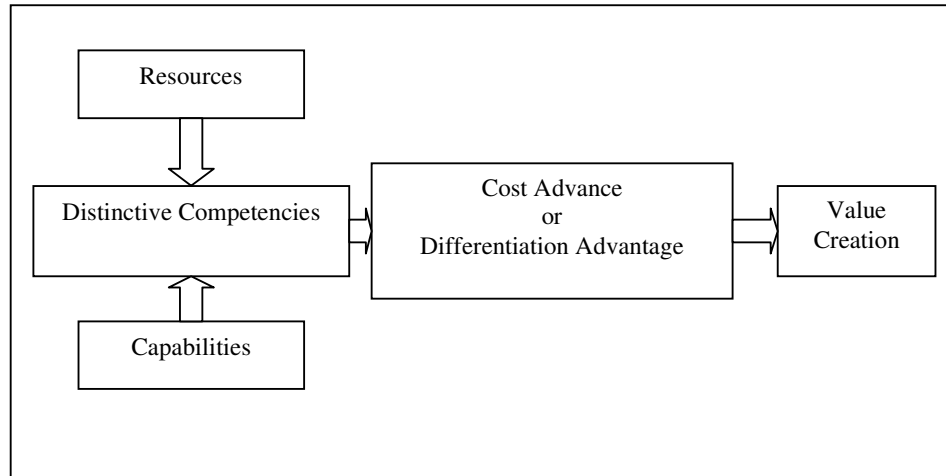 Resources
Distinctive Competencies
Capabilities
Cost Advance
or
Differentiation Advantage
Value
Creation